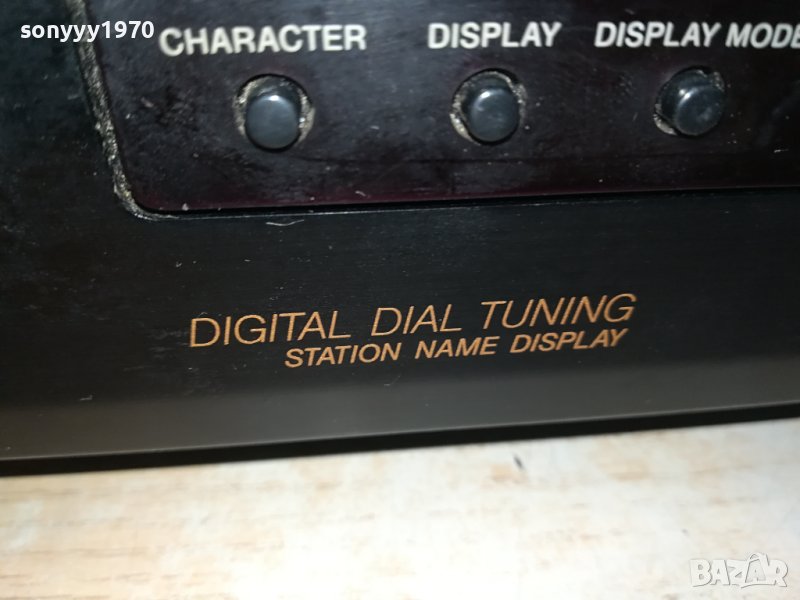 sonyyy1970
CHARACTER DISPLAY DISPLAY MODE
DIGITAL DIAL TUNING
STATION NAME DISPLAY
BAZAR